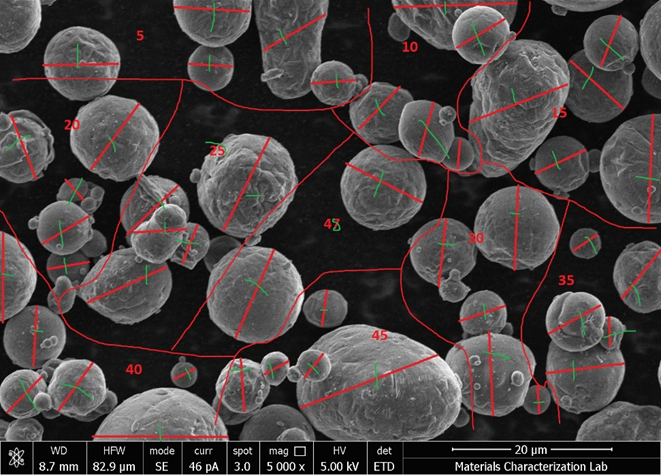 5
10
15
20
25
47
30
35
45
40
WD HFW mode curr spot mag HV det
8.7 mm 82.9 µm SE 46 pA 3.0 5 000 x 5.00 kV ETD
20 µm
Materials Characterization Lab